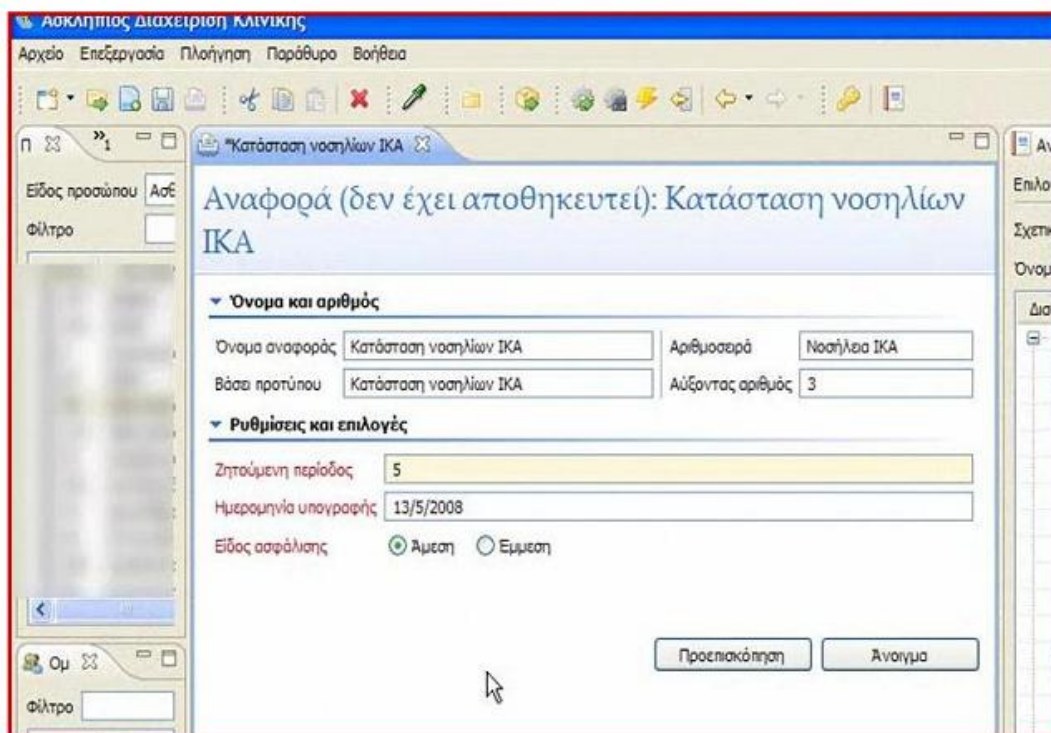 Ασκληπιός Διαχείριση Κλινικής
Αρχείο Επεξεργασία Πλοήγηση Παράθυρο Βοήθεια
Π »1 *Κατάσταση νοσηλίων ΙΚΑ
Είδος προσώπου
Φίλτρο
Αναφορά (δεν έχει αποθηκευτεί): Κατάσταση νοσηλίων
ΙΚΑ
Όνομα και αριθμός
Όνομα αναφοράς Κατάσταση νοσηλίων ΙΚΑ Αριθμοσειρά Νοσήλεια ΙΚΑ
Βάσει προτύπου Κατάσταση νοσηλίων ΙΚΑ Αύξοντας αριθμός 3
Ρυθμίσεις και επιλογές
Ζητούμενη περίοδος 5
Ημερομηνία υπογραφής 13/5/2008
Είδος ασφάλισης Άμεση Έμμεση
Προεπισκόπηση Άνοιγμα
Ομ
Φίλτρο